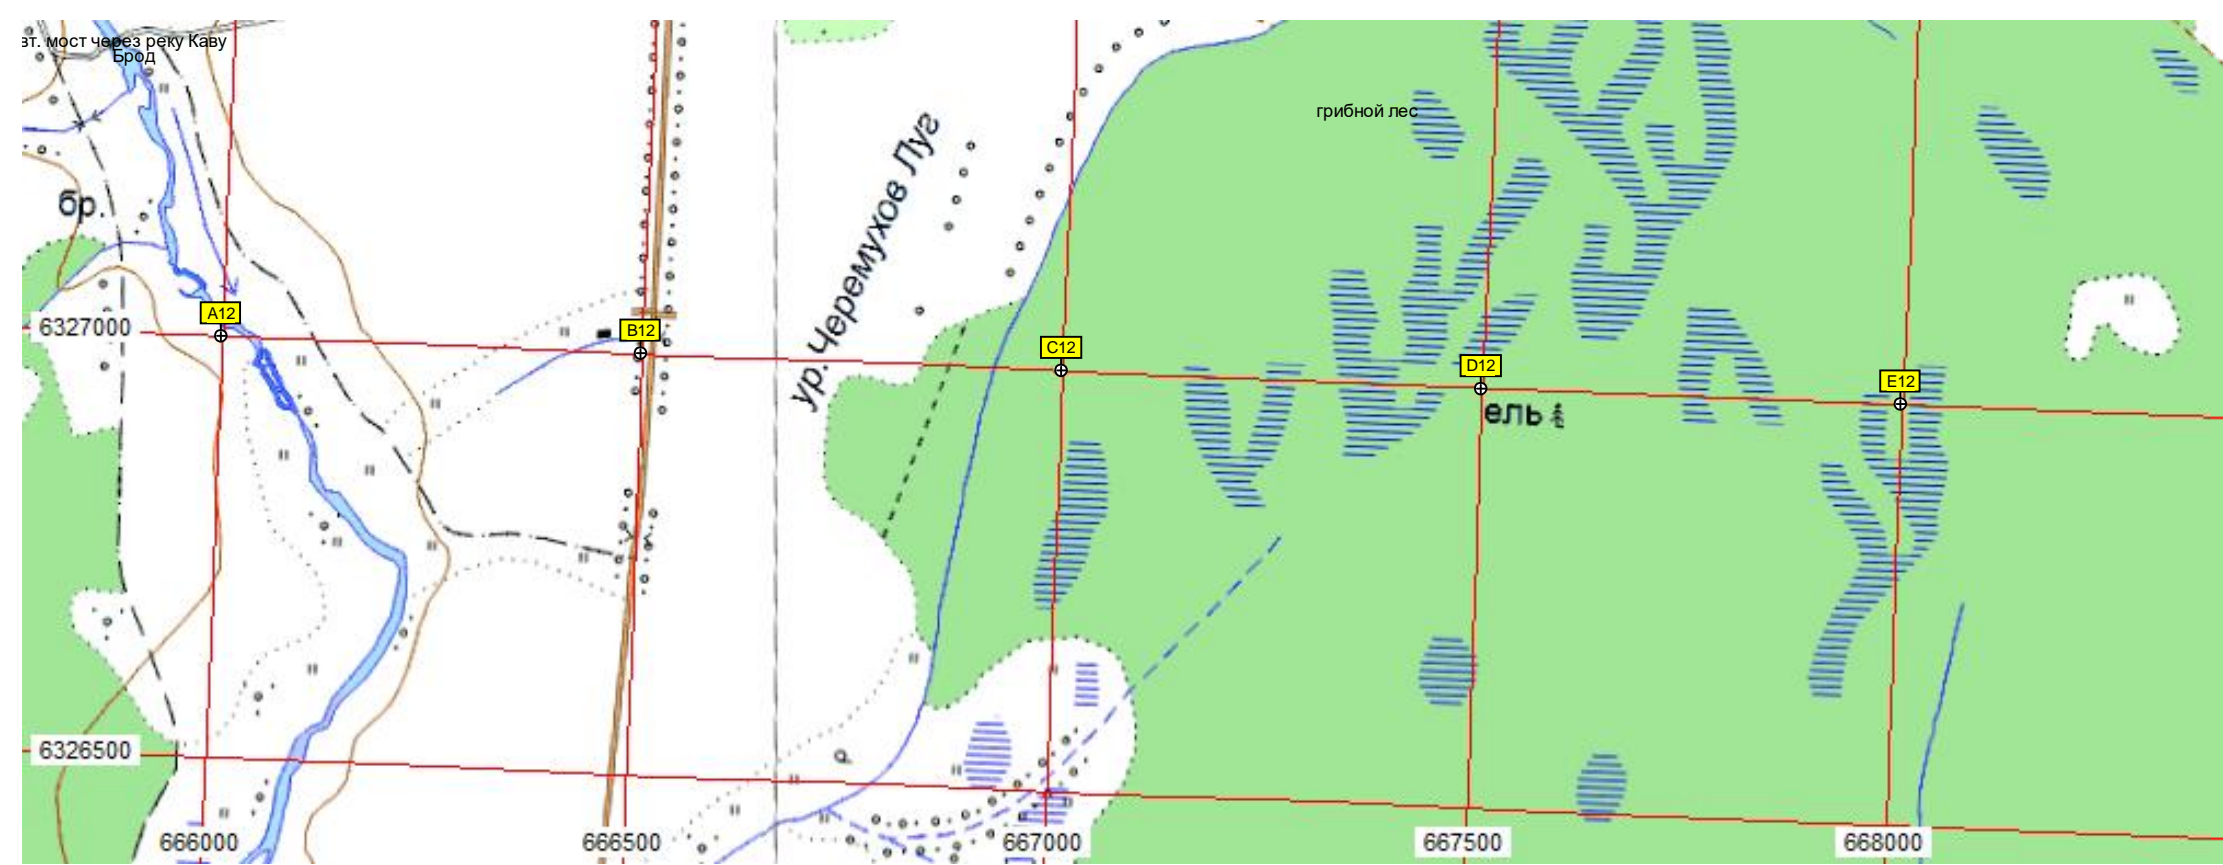 зт. мост через реку Каву
Брод
грибной лес
бр.
ур. Черемухов Луг
A12
6327000
B12
C12
D12
E12
ель
6326500
666000
666500
667000
667500
668000